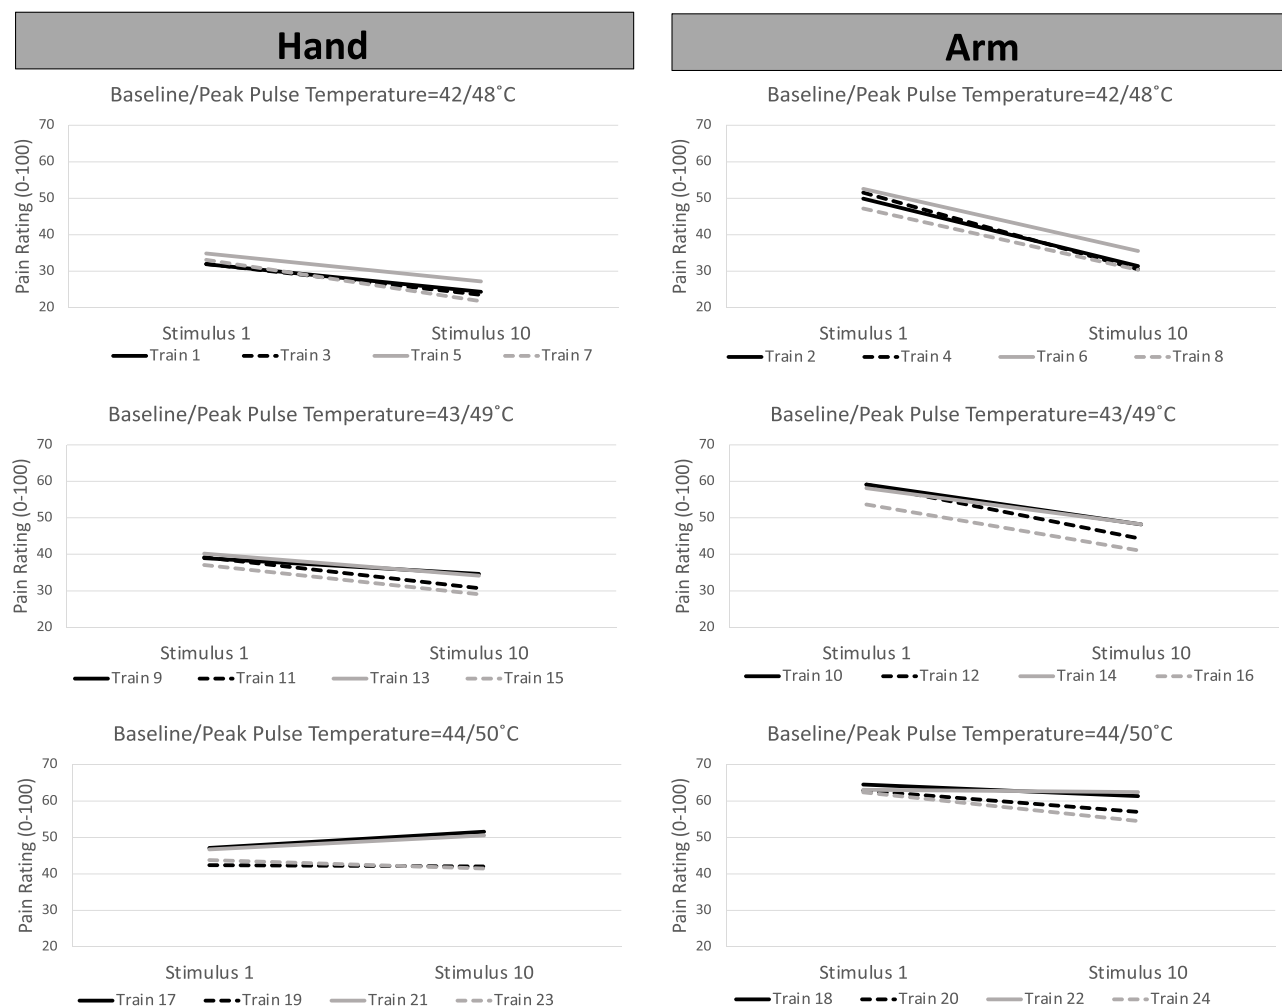 Hand
Arm
Baseline/Peak Pulse Temperature=42/48˚C
Pain Rating (0-100)
70
60
50
40
30
20
Stimulus 1 Stimulus 10
Train 1 Train 3 Train 5 Train 7
Baseline/Peak Pulse Temperature=42/48˚C
Pain Rating (0-100)
70
60
50
40
30
20
Stimulus 1 Stimulus 10
Train 2 Train 4 Train 6 Train 8
Baseline/Peak Pulse Temperature=43/49˚C
Pain Rating (0-100)
70
60
50
40
30
20
Stimulus 1 Stimulus 10
Train 9 Train 11 Train 13 Train 15
Baseline/Peak Pulse Temperature=43/49˚C
Pain Rating (0-100)
70
60
50
40
30
20
Stimulus 1 Stimulus 10
Train 10 Train 12 Train 14 Train 16
Baseline/Peak Pulse Temperature=44/50˚C
Pain Rating (0-100)
70
60
50
40
30
20
Stimulus 1 Stimulus 10
Train 17 Train 19 Train 21 Train 23
Baseline/Peak Pulse Temperature=44/50˚C
Pain Rating (0-100)
70
60
50
40
30
20
Stimulus 1 Stimulus 10
Train 18 Train 20 Train 22 Train 24